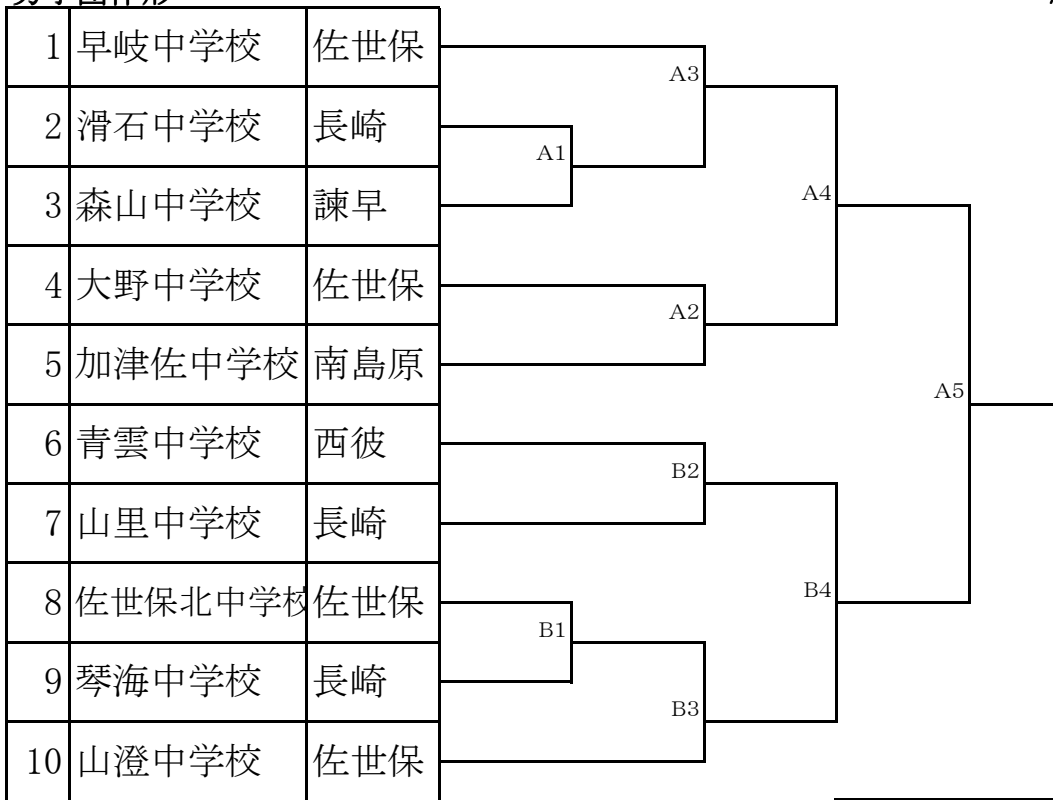 1 早岐中学校 佐世保
A3
2 滑石中学校 長崎
A1
3 森山中学校 諫早
A4
4 大野中学校 佐世保
A2
5 加津佐中学校 南島原
A5
6 青雲中学校 西彼
B2
7 山里中学校 長崎
8 佐世保北中学校 佐世保
B4
B1
9 琴海中学校 長崎
B3
10 山澄中学校 佐世保